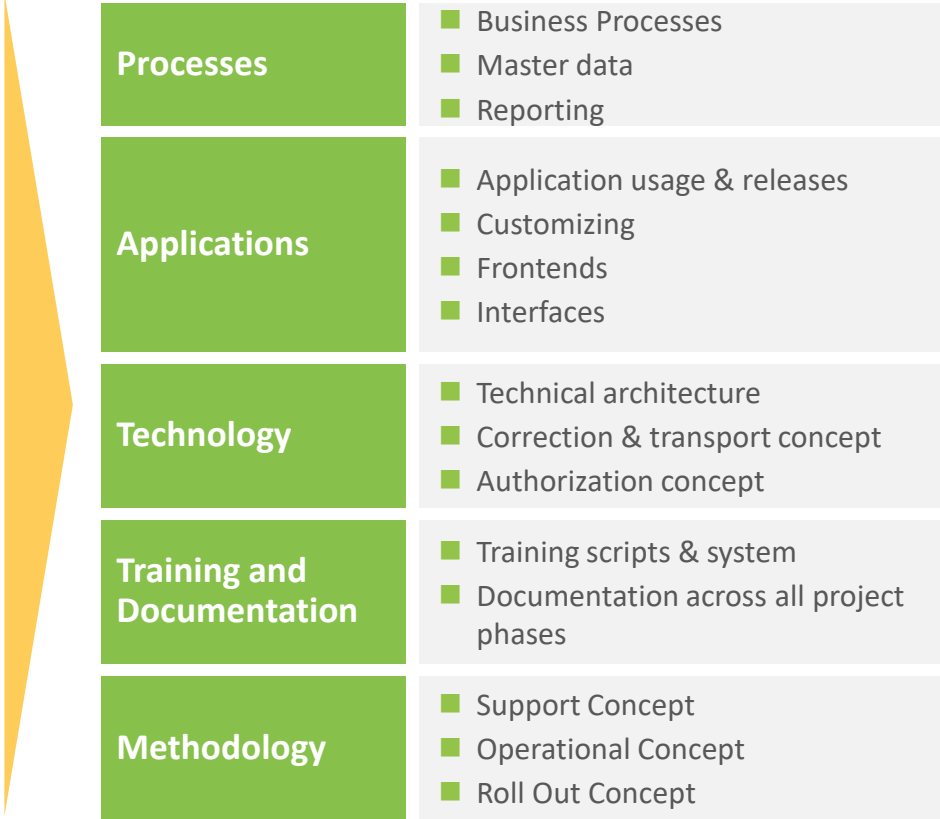 Processes
Business Processes
Master data
Reporting
Applications
Application usage & releases
Customizing
Frontends
Interfaces
Technology
Technical architecture
Correction & transport concept
Authorization concept
Training and
Documentation
Training scripts & system
Documentation across all project
phases
Methodology
Support Concept
Operational Concept
Roll Out Concept